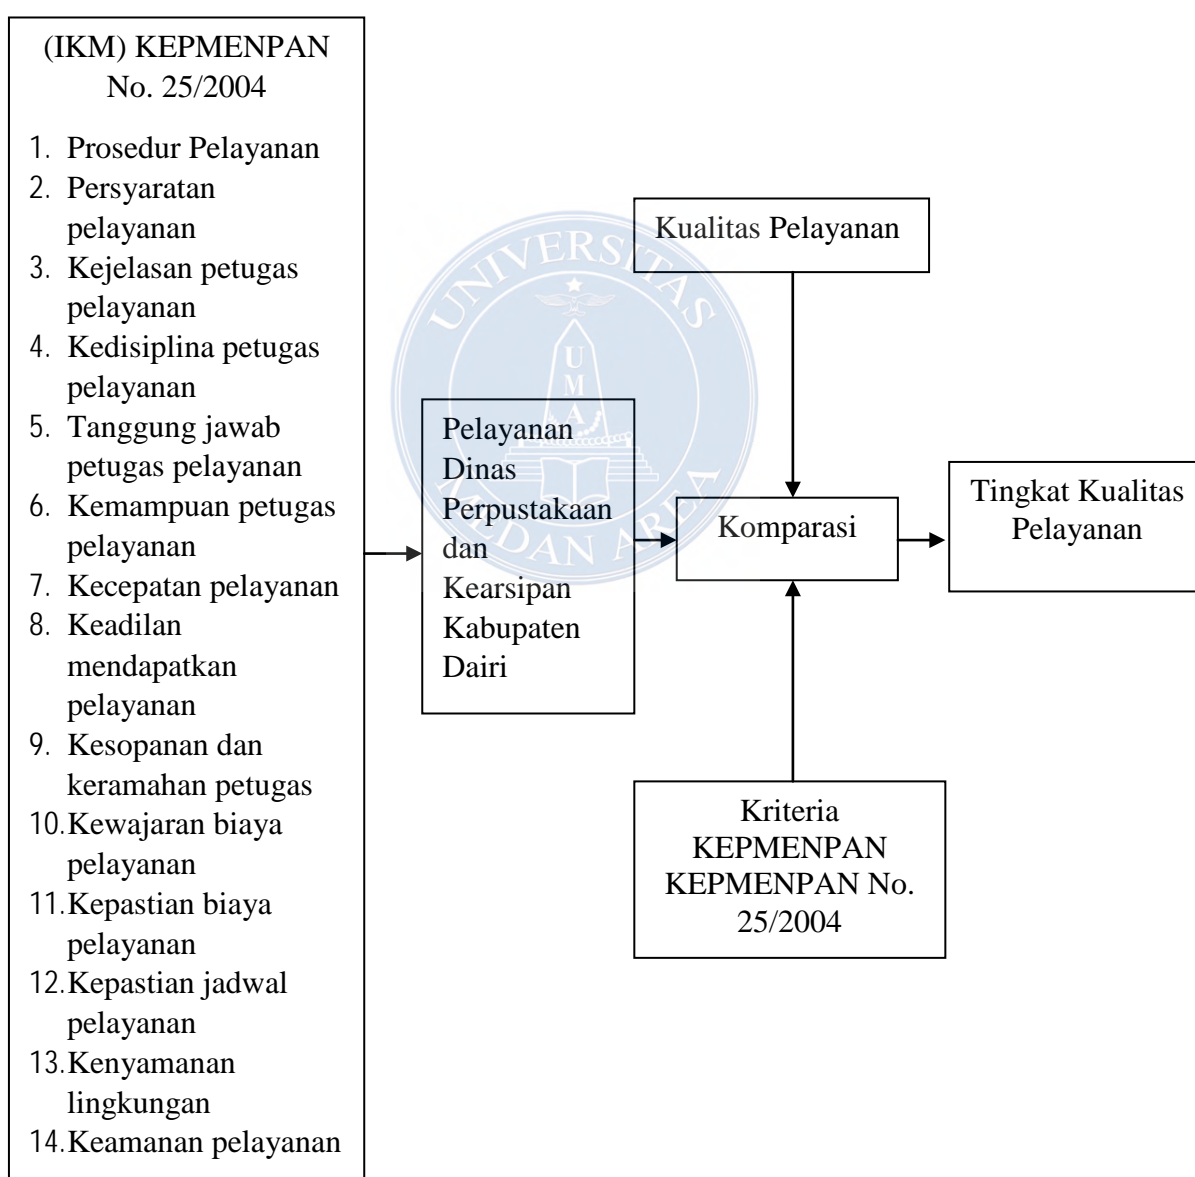 (IKM) KEPMENPAN
No. 25/2004
1. Prosedur Pelayanan
2. Persyaratan
pelayanan
3. Kejelasan petugas
pelayanan
4. Kedisiplina petugas
pelayanan
5. Tanggung jawab
petugas pelayanan
6. Kemampuan petugas
pelayanan
7. Kecepatan pelayanan
8. Keadilan
mendapatkan
pelayanan
9. Kesopanan dan
keramahan petugas
10. Kewajaran biaya
pelayanan
11. Kepastian biaya
pelayanan
12. Kepastian jadwal
pelayanan
13. Kenyamanan
lingkungan
14. Keamanan pelayanan
Pelayanan
Dinas
Perpustakaan
dan
Kearsipan
Kabupaten
Dairi
Kualitas Pelayanan
Komparasi
Kriteria
KEPMENPAN
KEPMENPAN No.
25/2004
Tingkat Kualitas
Pelayanan
UNIVERSITAS
MEDAN AREA
U
M
A